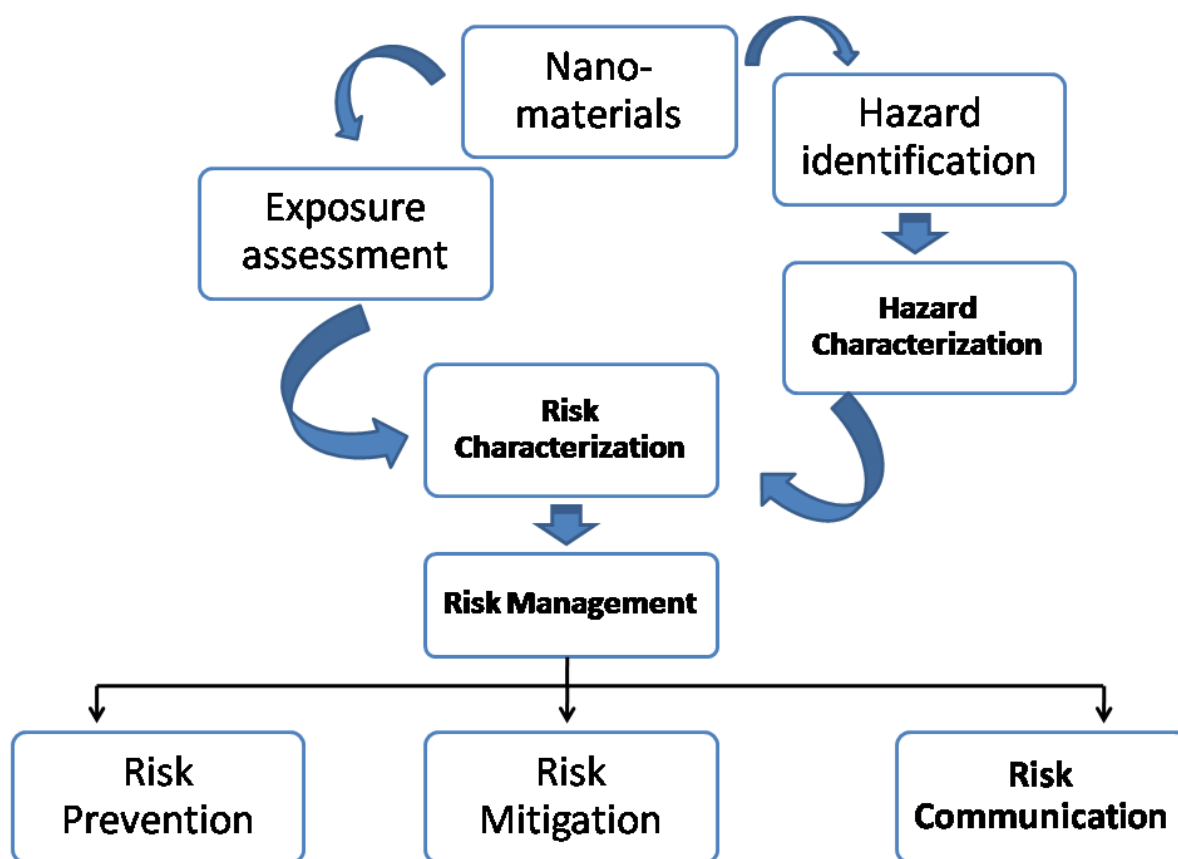 Nano-
materials
Hazard
identification
Exposure
assessment
Hazard
Characterization
Risk
Characterization
Risk Management
Risk
Prevention
Risk
Mitigation
Risk
Communication